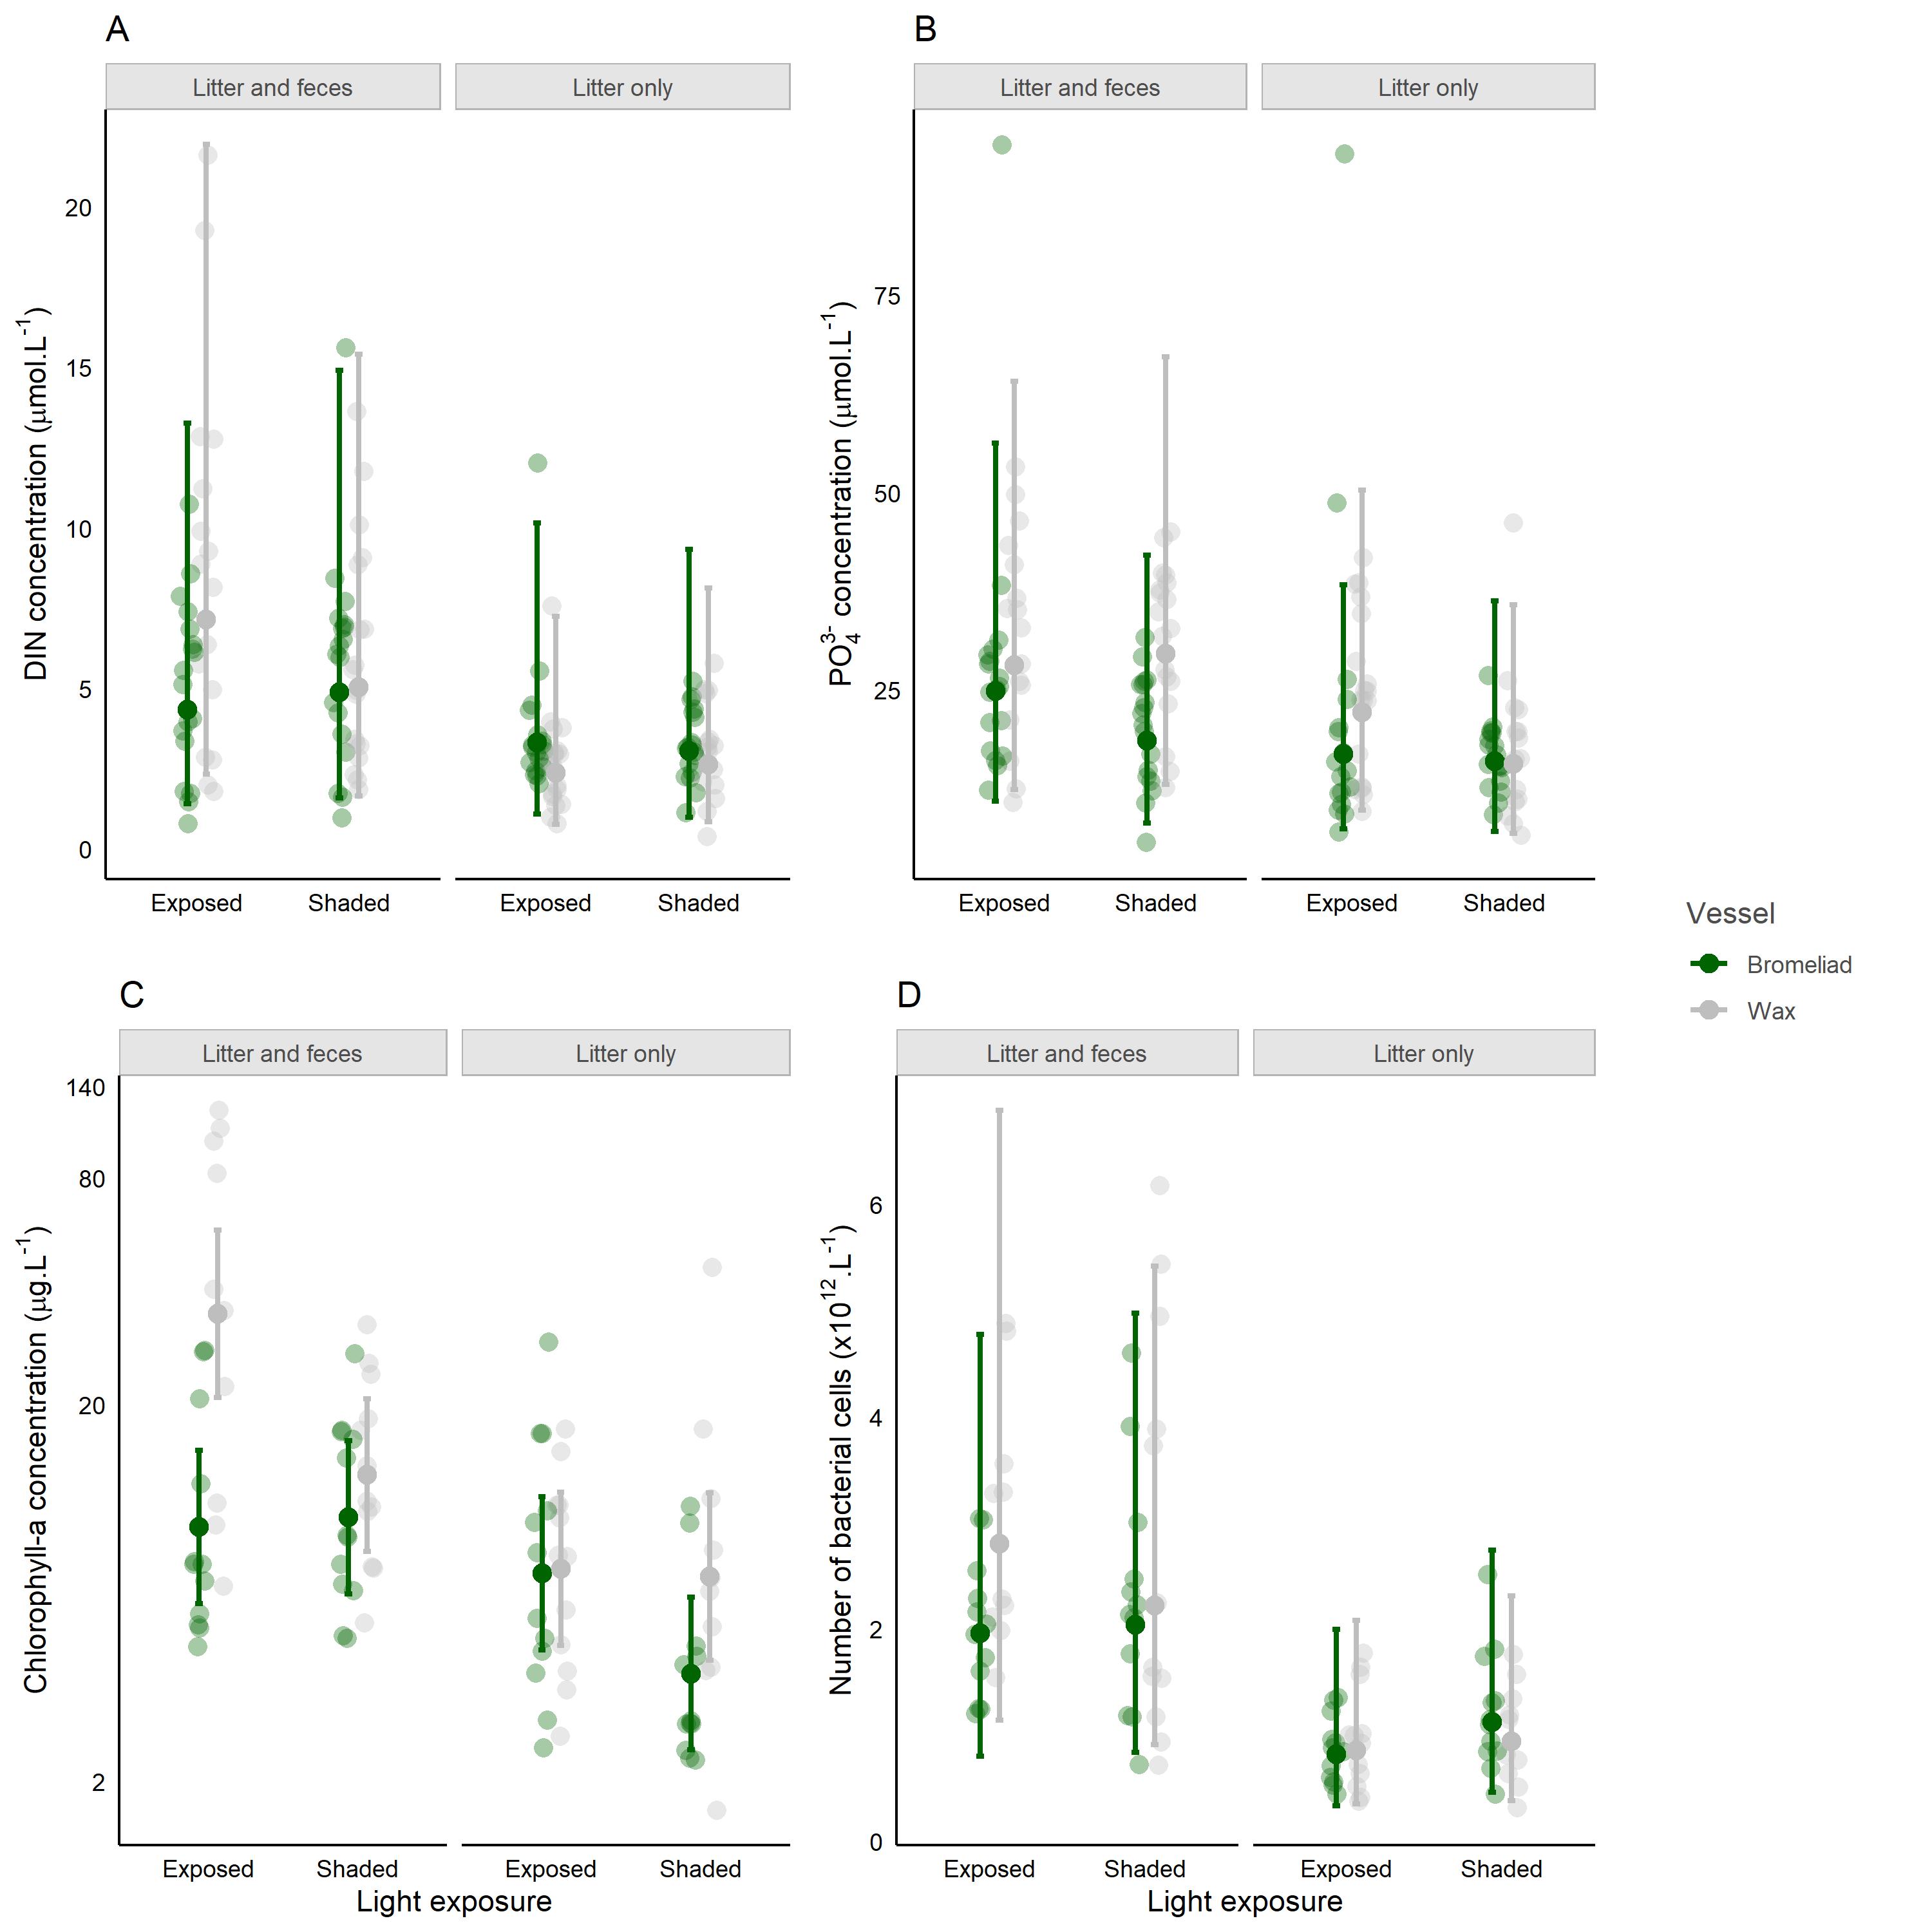 A
Litter and feces
Litter only
DIN concentration (μmol.L⁻¹)
20
15
10
5
0
Exposed
Shaded
Exposed
Shaded
B
Litter and feces
Litter only
PO₄³⁻ concentration (μmol.L⁻¹)
75
50
25
Exposed
Shaded
Exposed
Shaded
Vessel
Bromeliad
Wax
C
Litter and feces
Litter only
Chlorophyll-a concentration (μg.L⁻¹)
140
80
20
2
Exposed
Shaded
Exposed
Shaded
Light exposure
D
Litter and feces
Litter only
Number of bacterial cells (x10¹².L⁻¹)
6
4
2
0
Exposed
Shaded
Exposed
Shaded
Light exposure